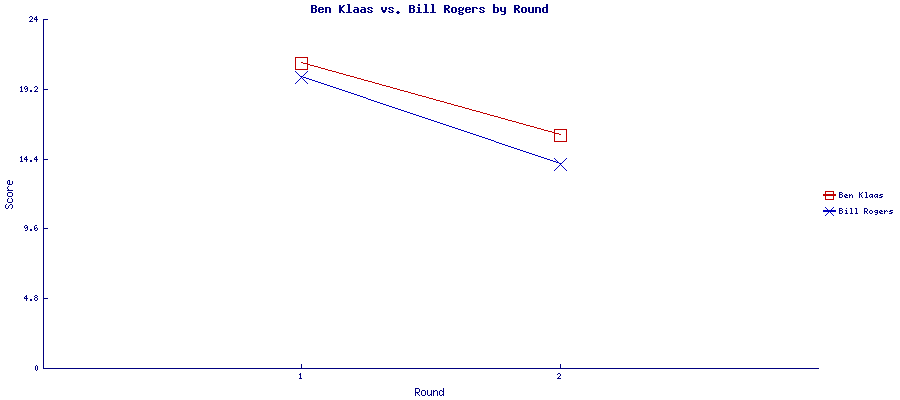 Ben Klaas vs. Bill Rogers by Round
24
19.2
14.4
9.6
4.8
0
Score
1
2
Round
Ben Klaas
Bill Rogers